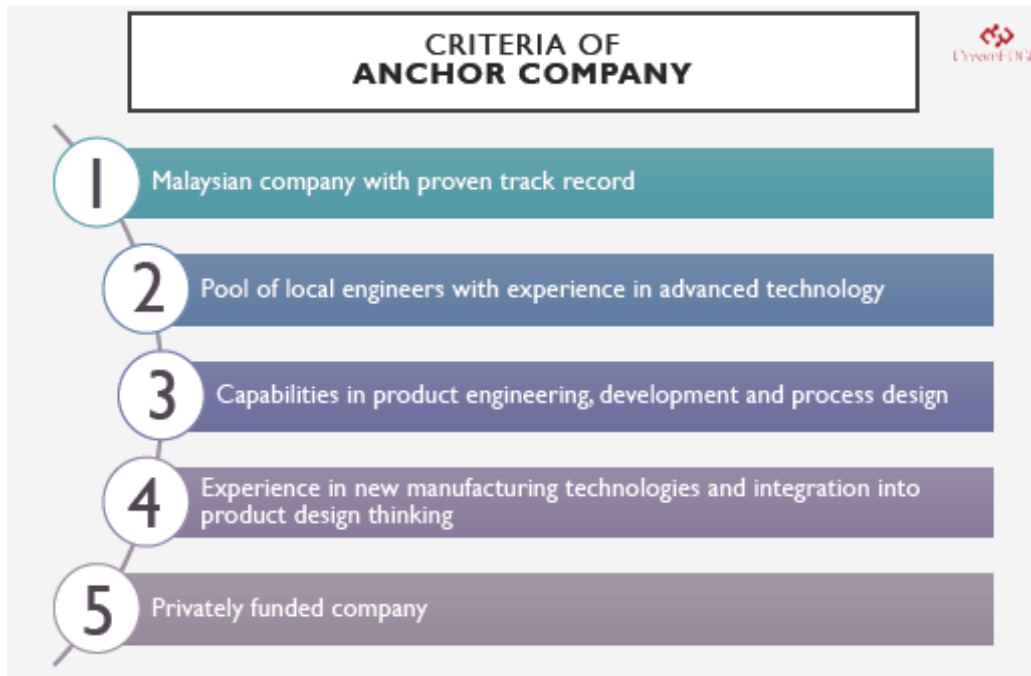 CRITERIA OF
ANCHOR COMPANY
1
Malaysian company with proven track record
2
Pool of local engineers with experience in advanced technology
3
Capabilities in product engineering, development and process design
4
Experience in new manufacturing technologies and integration into
product design thinking
5
Privately funded company